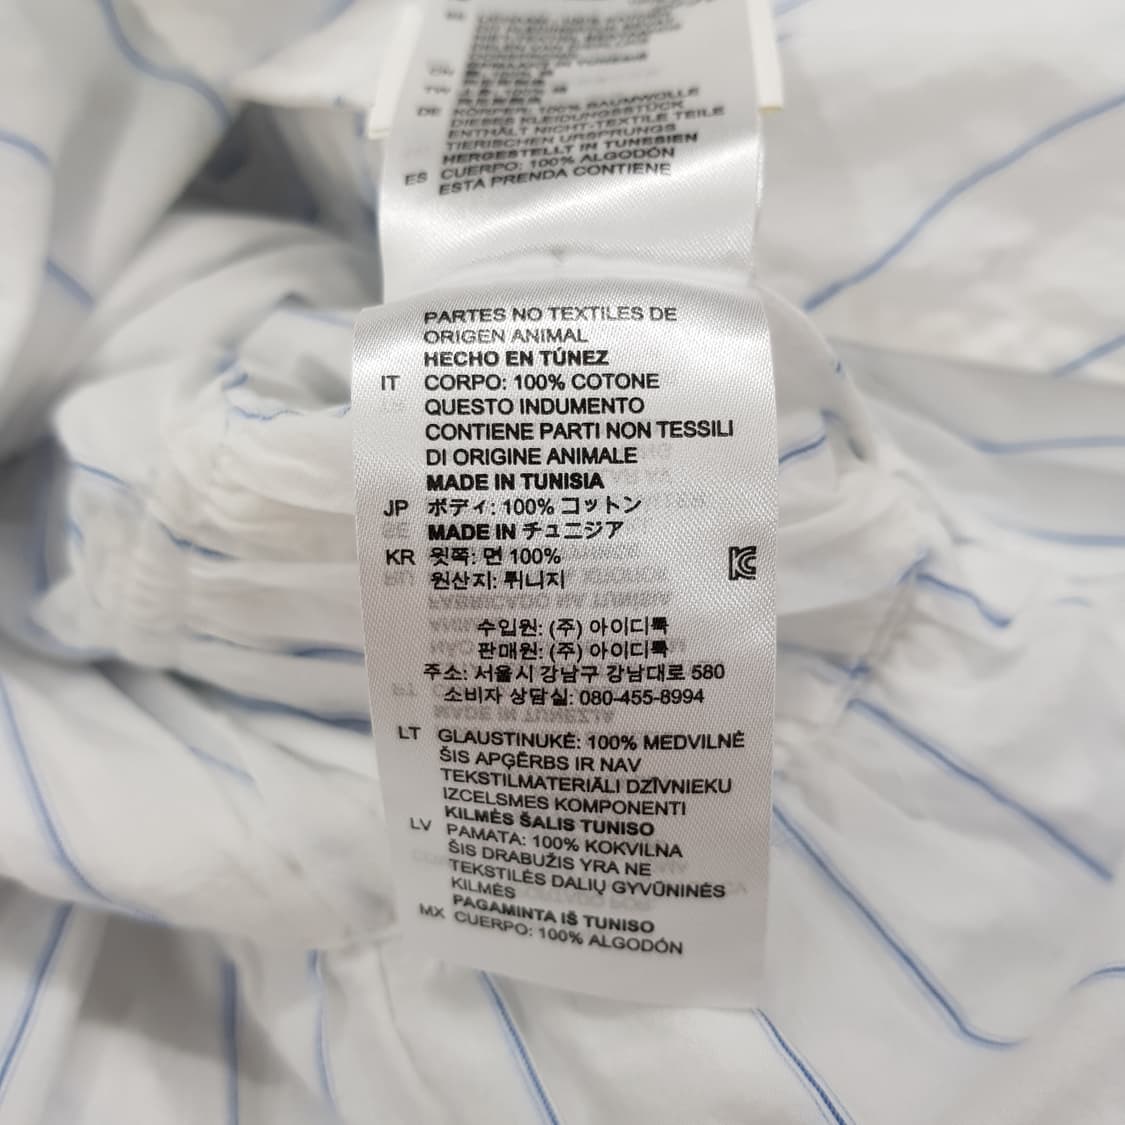 DE KÖRPER: 100% BAUMWOLLE
DIESES KLEIDUNGSSTÜCK
ENTHÄLT NICHT-TEXTILE TEILE
TIERISCHEN URSPRUNGS
HERGESTELLT IN TUNESIEN
ES CUERPO: 100% ALGODÓN
ESTA PRENDA CONTIENE
PARTES NO TEXTILES DE
ORIGEN ANIMAL
HECHO EN TÚNEZ
IT CORPO: 100% COTONE
QUESTO INDUMENTO
CONTIENE PARTI NON TESSILI
DI ORIGINE ANIMALE
MADE IN TUNISIA
JP ボディ: 100% コットン
MADE IN チュニジア
KR 윗쪽: 면 100%
원산지: 튀니지
수입원: (주) 아이디룩
판매원: (주) 아이디룩
주소: 서울시 강남구 강남대로 580
소비자 상담실: 080-455-8994
LT GLAUSTINUKĖ: 100% MEDVILNĖ
ŠIS APĢĒRBS IR NAV
TEKSTILMATERIĀLI DZĪVNIEKU
IZCELSMES KOMPONENTI
KILMĖS ŠALIS TUNISO
LV PAMATA: 100% KOKVILNA
ŠIS DRABUŽIS YRA NE
TEKSTILĖS DALIŲ GYVŪNINĖS
KILMĖS
PAGAMINTA IŠ TUNISO
MX CUERPO: 100% ALGODÓN